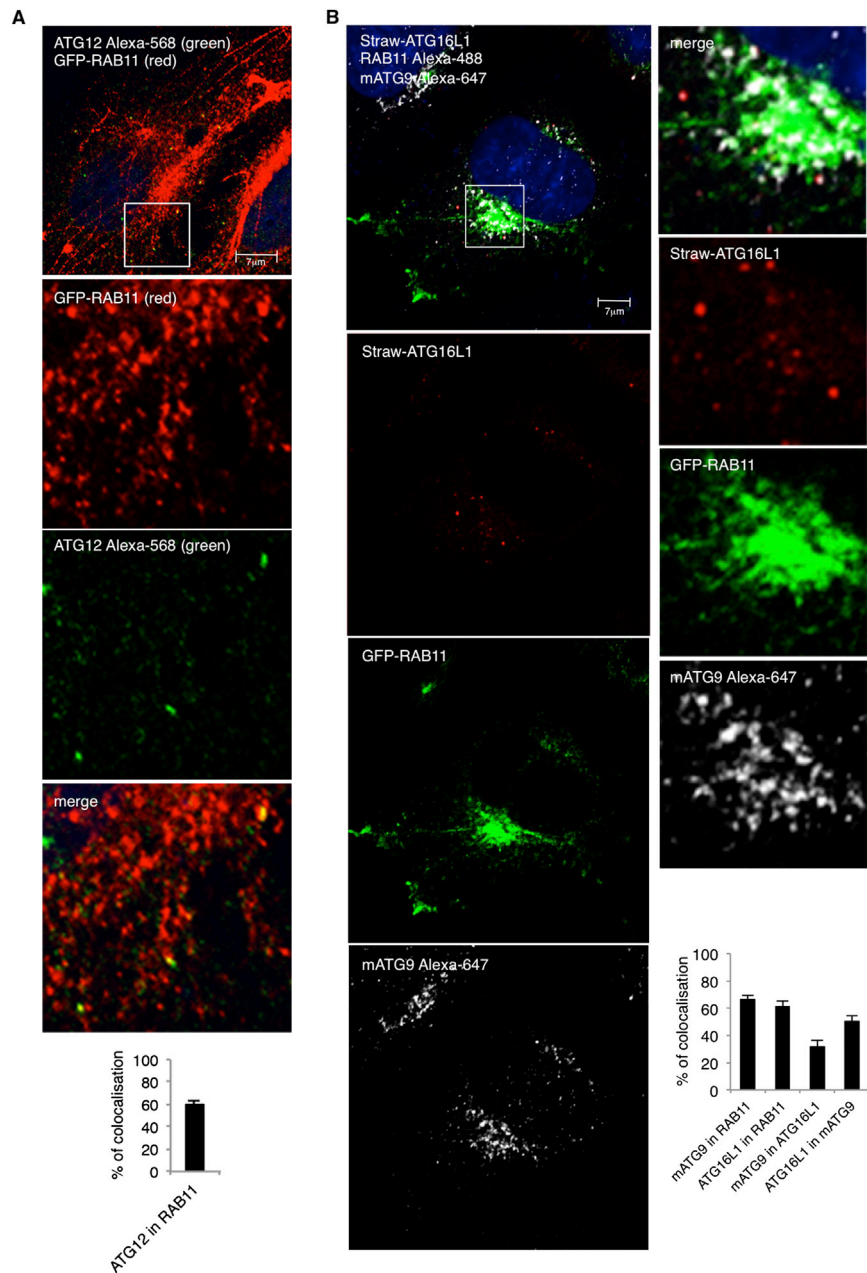 A
ATG12 Alexa-568 (green)
GFP-RAB11 (red)
7µm
GFP-RAB11 (red)
ATG12 Alexa-568 (green)
merge
% of colocalisation
100
80
60
40
20
0
ATG12 in RAB11
B
Straw-ATG16L1
RAB11 Alexa-488
mATG9 Alexa-647
7µm
Straw-ATG16L1
GFP-RAB11
mATG9 Alexa-647
merge
Straw-ATG16L1
GFP-RAB11
mATG9 Alexa-647
% of colocalisation
100
80
60
40
20
0
mATG9 in RAB11
ATG16L1 in RAB11
mATG9 in ATG16L1
ATG16L1 in mATG9